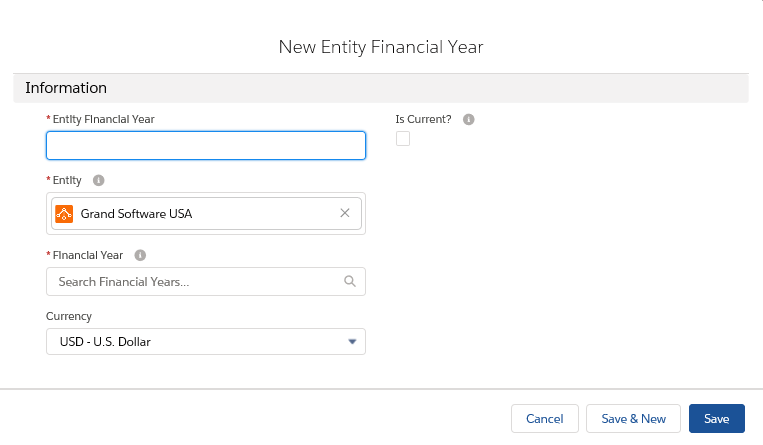 New Entity Financial Year
Information
* Entity Financial Year
Is Current?
* Entity
Grand Software USA
* Financial Year
Search Financial Years...
Currency
USD - U.S. Dollar
Cancel
Save & New
Save